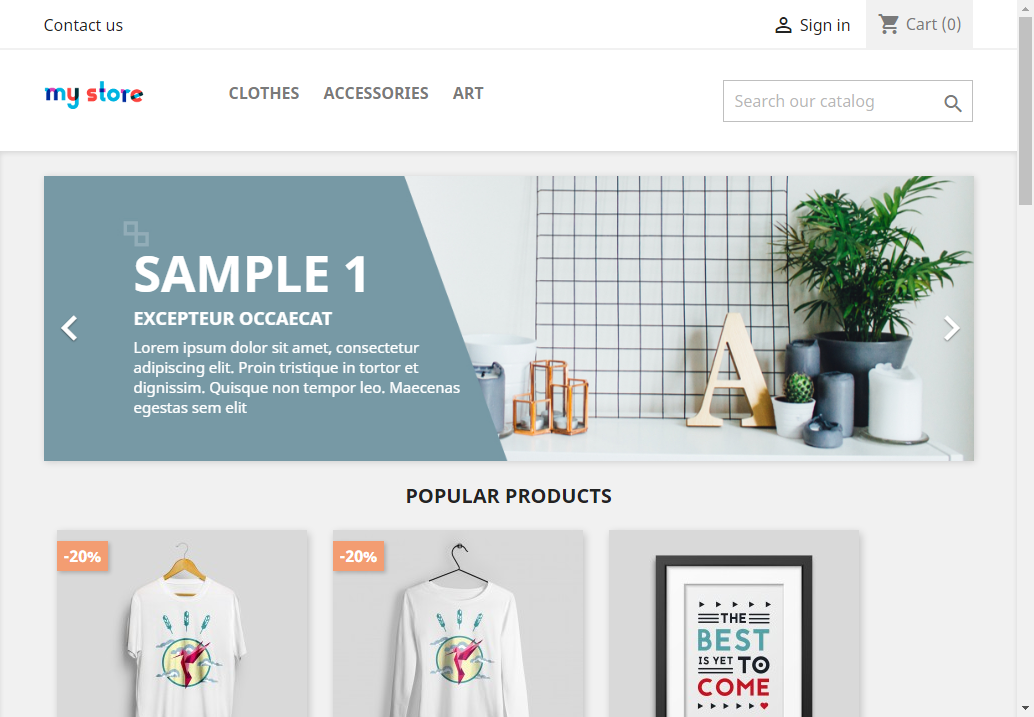 Contact us
Sign in
Cart (0)
my store
CLOTHES
ACCESSORIES
ART
Search our catalog
SAMPLE 1
EXCEPTEUR OCCAECAT
Lorem ipsum dolor sit amet, consectetur
adipiscing elit. Proin tristique in tortor et
dignissim. Quisque non tempor leo. Maecenas
egestas sem elit
A
POPULAR PRODUCTS
-20%
-20%
THE
BEST
IS YET TO
COME